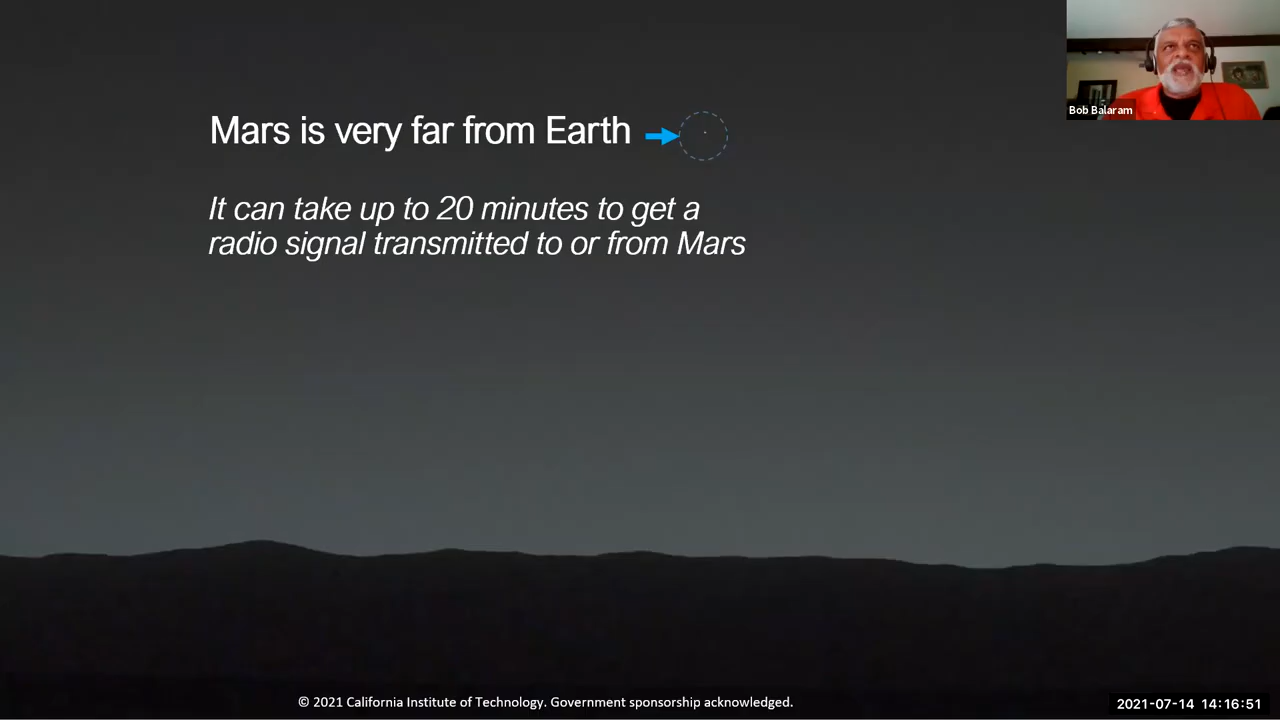 Mars is very far from Earth
It can take up to 20 minutes to get a
radio signal transmitted to or from Mars
Bob Balaram
© 2021 California Institute of Technology. Government sponsorship acknowledged.
2021-07-14 14:16:51